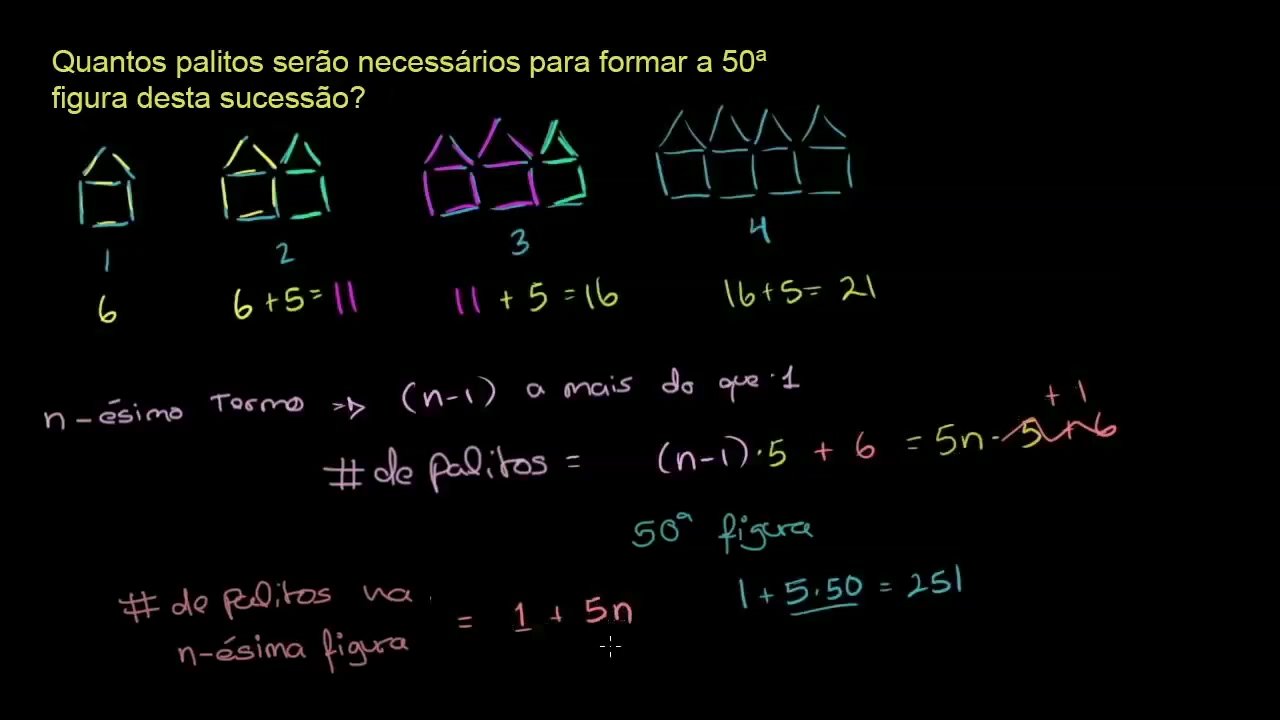 Quantos palitos serão necessários para formar a 50ª
figura desta sucessão?
1 2 3 4
6 6+5=11 11+5=16 16+5=21
n-ésimo Termo => (n-1) a mais do que 1
+1
# de palitos = (n-1)·5 + 6 = 5n-5+6
50ª figura
# de palitos na
n-ésima figura = 1 + 5n
1+5·50=251